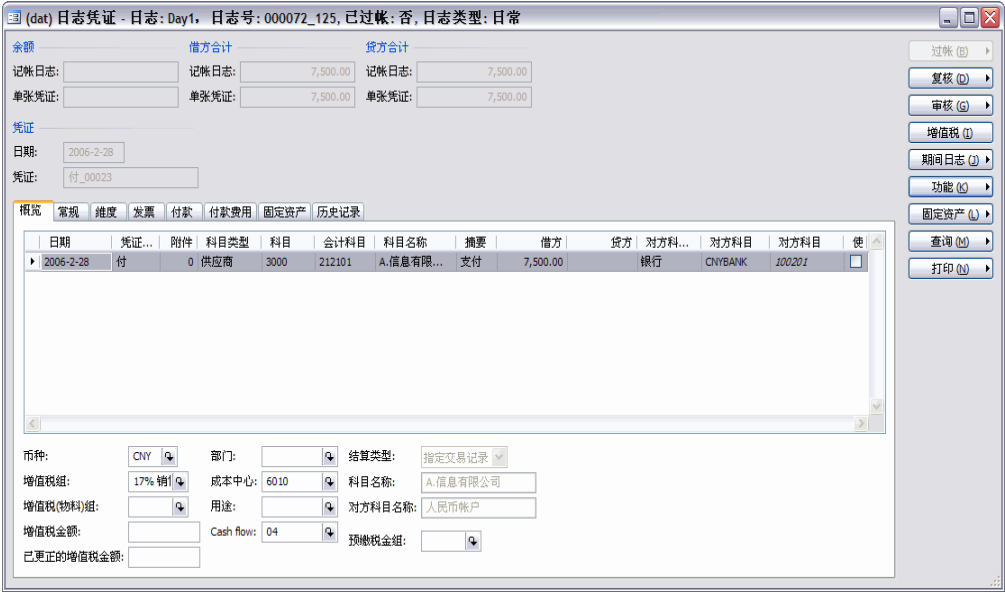 (dat) 日志凭证 - 日志: Day1, 日志号: 000072_125, 已过帐: 否, 日志类型: 日常
余额 借方合计 贷方合计
记帐日志: 记帐日志: 7,500.00 记帐日志: 7,500.00
单张凭证: 单张凭证: 7,500.00 单张凭证: 7,500.00
凭证
日期: 2006-2-28
凭证: 付_00023
过帐 (B)
复核 (D)
审核 (G)
增值税 (I)
期间日志 (J)
功能 (K)
固定资产 (L)
查询 (M)
打印 (N)
概览 常规 维度 发票 付款 付款费用 固定资产 历史记录
日期 凭证... 附件 科目类型 科目 会计科目 科目名称 摘要 借方 贷方 对方科... 对方科目 对方科目 使
2006-2-28 付 0 供应商 3000 212101 A.信息有限... 支付 7,500.00 银行 CNYBANK 100201
币种: CNY 部门: 结算类型: 指定交易记录
增值税组: 17% 成本中心: 6010 科目名称: A.信息有限公司
增值税(物料)组: 用途: 对方科目名称: 人民币帐户
增值税金额: Cash flow: 04 预缴税金组:
已更正的增值税金额: